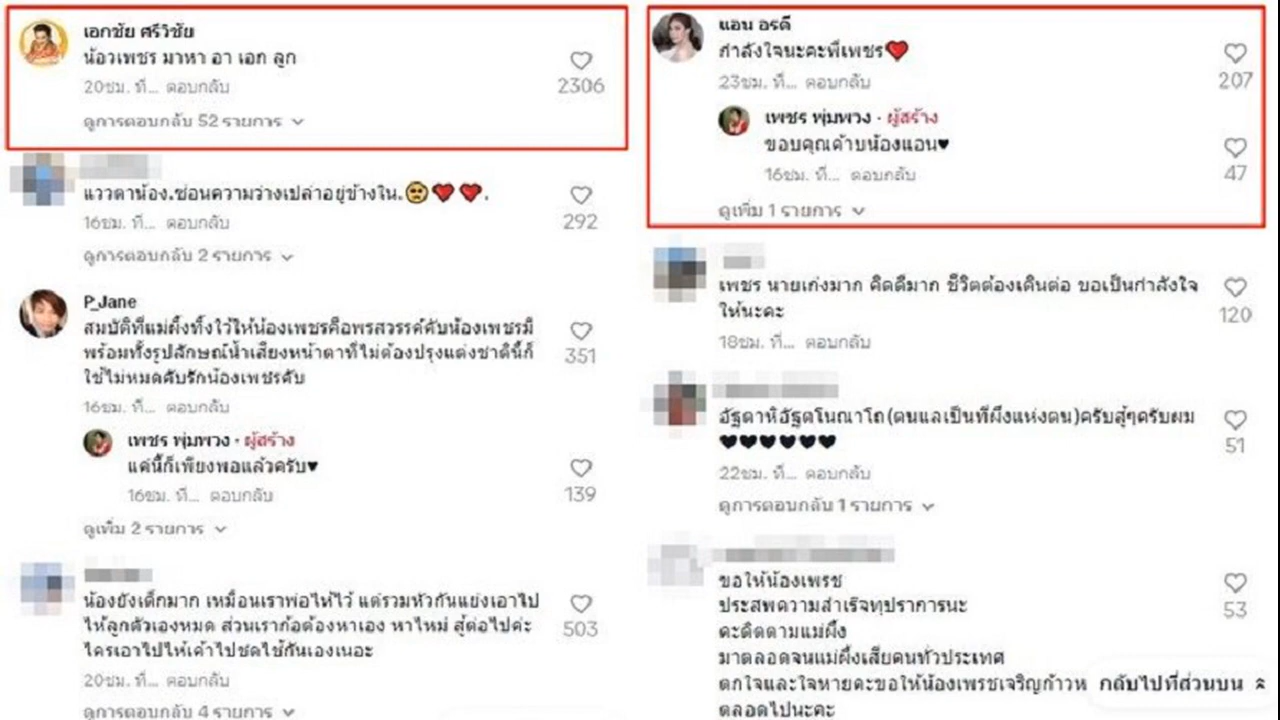 เอกชัย ศรีวิชัย
น้อวเพชร มาหา อา เอก ลูก
20ชม. ที่... ตอบกลับ
2306
ดูการตอบกลับ 52 รายการ
แววตาน้อง.ซ่อนความว่างเปล่าอยู่ข้างใน.🥺❤❤.
16ชม. ที่... ตอบกลับ
292
ดูการตอบกลับ 2 รายการ
P_Jane
สมบัติที่แม่ผึ้งทิ้งไว้ให้น้องเพชรคือพรสวรรค์คับน้องเพชรมี
พร้อมทั้งรูปลักษณ์น้ำเสียงหน้าตาที่ไม่ต้องปรุงแต่งชาตินี้ก็
ใช้ไม่หมดคับรักน้องเพชรคับ
351
16ชม. ที่... ตอบกลับ
เพชร พุ่มพวง · ผู้สร้าง
แค่นี้ก็เพียงพอแล้วครับ♥
16ชม. ที่... ตอบกลับ
139
ดูเพิ่ม 2 รายการ
น้องยังเด็กมาก เหมือนเราพ่อให้ไว้ แต่รวมหัวกันแย่งเอาไป
ให้ลูกตัวเองหมด ส่วนเราก้อต้องหาเอง หาใหม่ สู้ต่อไปค่ะ
ใครเอาไปให้เค้าไปชดใช้กันเองเนอะ
503
20ชม. ที่... ตอบกลับ
ดูการตอบกลับ 4 รายการ
แอน อรดี
กำลังใจนะคะพี่เพชร❤
23ชม. ที่... ตอบกลับ
207
เพชร พุ่มพวง · ผู้สร้าง
ขอบคุณค้าบน้องแอน♥
16ชม. ที่... ตอบกลับ
47
ดูเพิ่ม 1 รายการ
เพชร นายเก่งมาก คิดดีมาก ชีวิตต้องเดินต่อ ขอเป็นกำลังใจ
ให้นะคะ
120
18ชม. ที่... ตอบกลับ
อัฐตาหิอัฐตโนณาโถ(ตนแลเป็นที่ผึ่งแห่งตน)ครับสู้ๆครับผม
♥♥♥♥♥♥
51
22ชม. ที่... ตอบกลับ
ดูการตอบกลับ 1 รายการ
ขอให้น้องเพรช
ประสพความสำเร็จทุปราการนะ
คะติดตามแม่ผึ้ง
มาตลอดจนแม่ผึ้งเสียคนทั่วประเทศ
ตกใจและใจหายคะขอให้น้องเพรชเจริญก้าวห
ตลอดไปนะคะ
53
กลับไปที่ส่วนบน